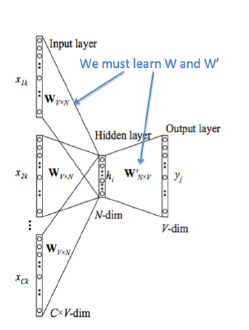 Input layer
We must learn W and W'
x1k
WV×N
Hidden layer
Output layer
x2k
WV×N
hi
W'N×V
yj
N-dim
V-dim
WV×N
xCk
C×V-dim